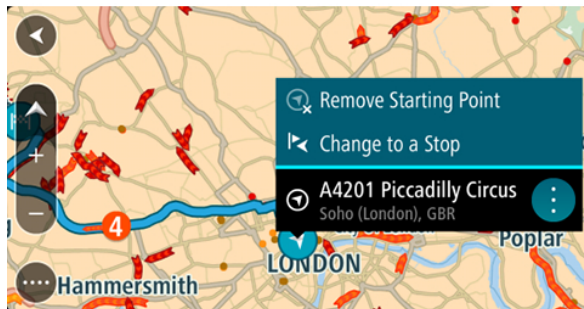 Remove Starting Point
Change to a Stop
A4201 Piccadilly Circus
Soho (London), GBR
4
Poplar
LONDON
Hammersmith